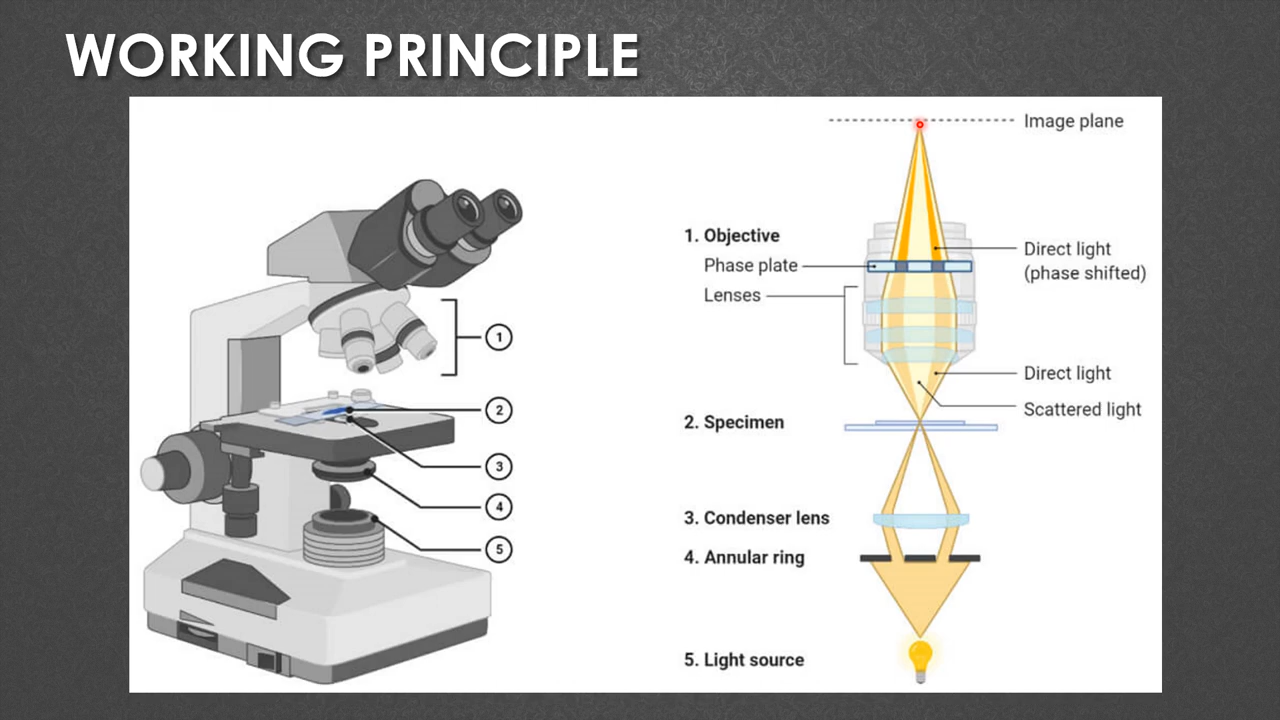 WORKING PRINCIPLE
1
2
3
4
5
Image plane
1. Objective
Phase plate
Lenses
Direct light
(phase shifted)
Direct light
Scattered light
2. Specimen
3. Condenser lens
4. Annular ring
5. Light source